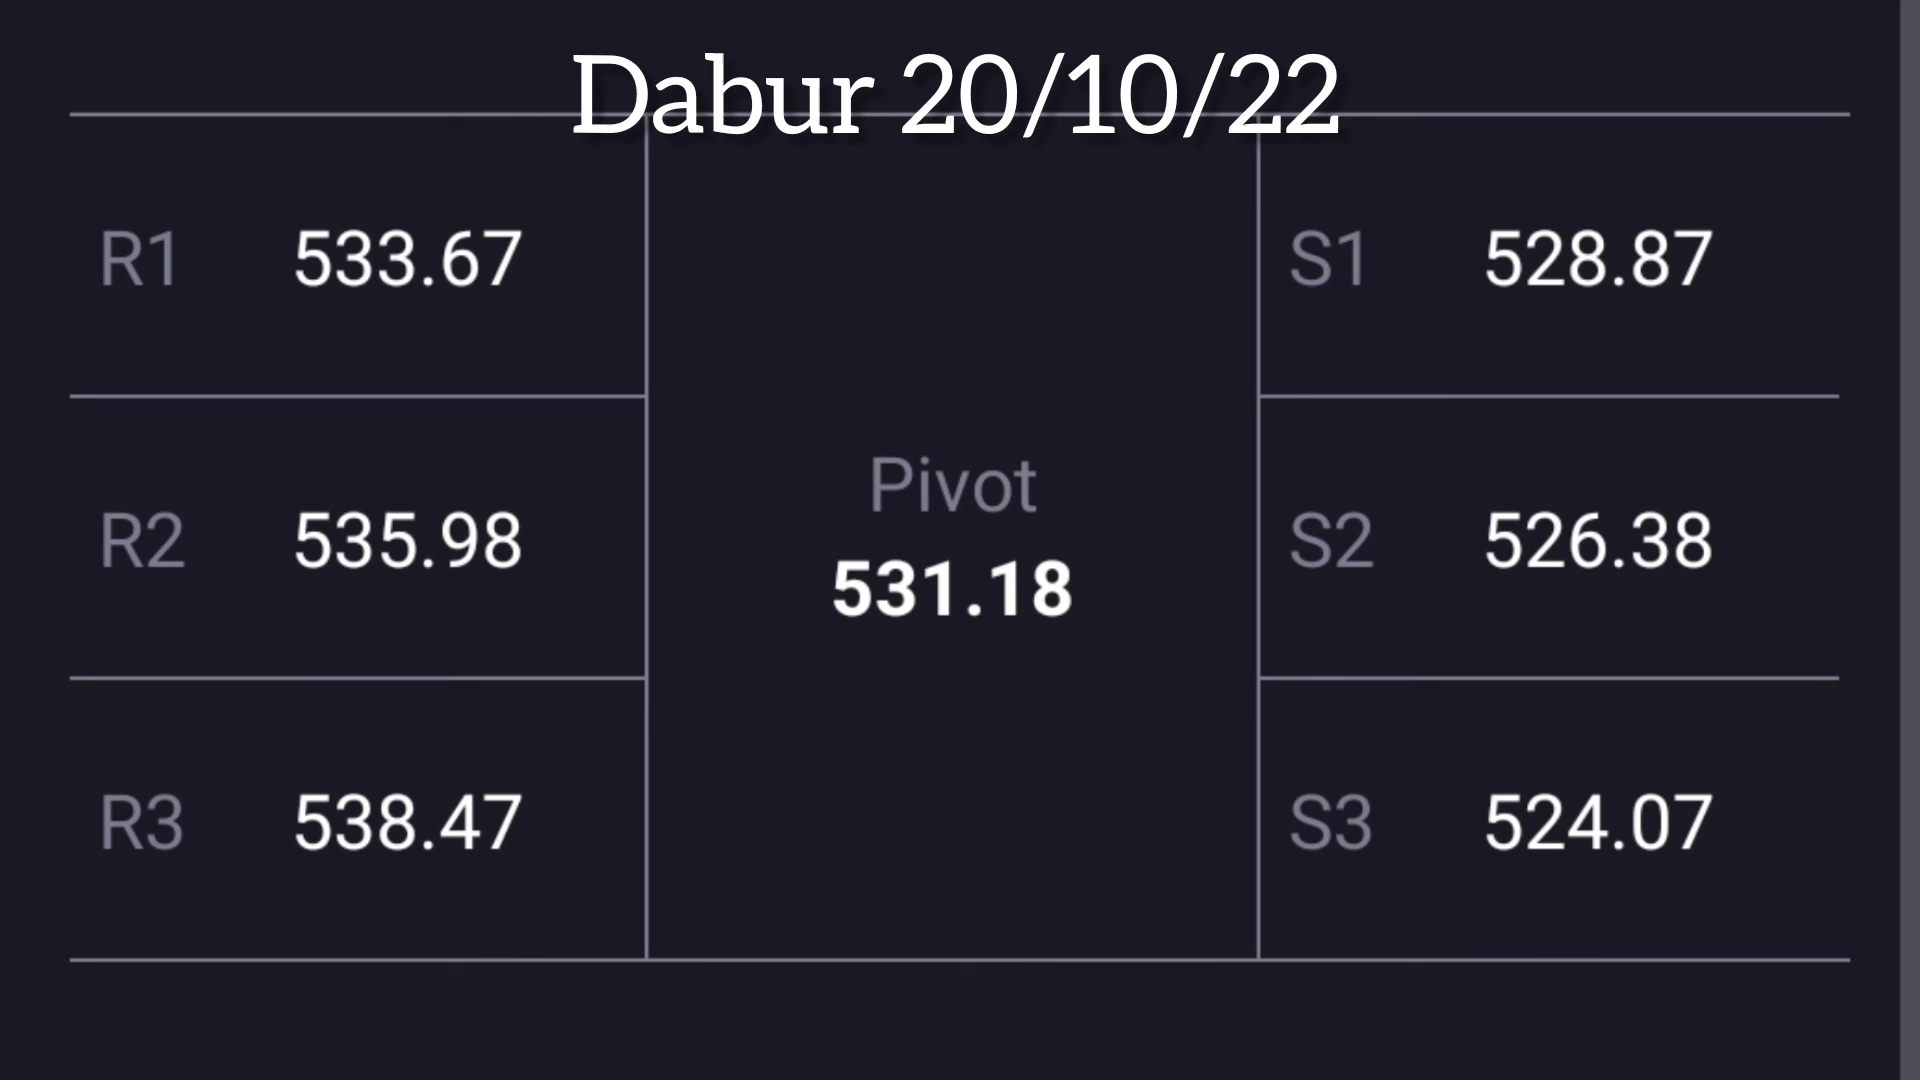 Dabur 20/10/22
R1 533.67
S1 528.87
Pivot
531.18
R2 535.98
S2 526.38
R3 538.47
S3 524.07